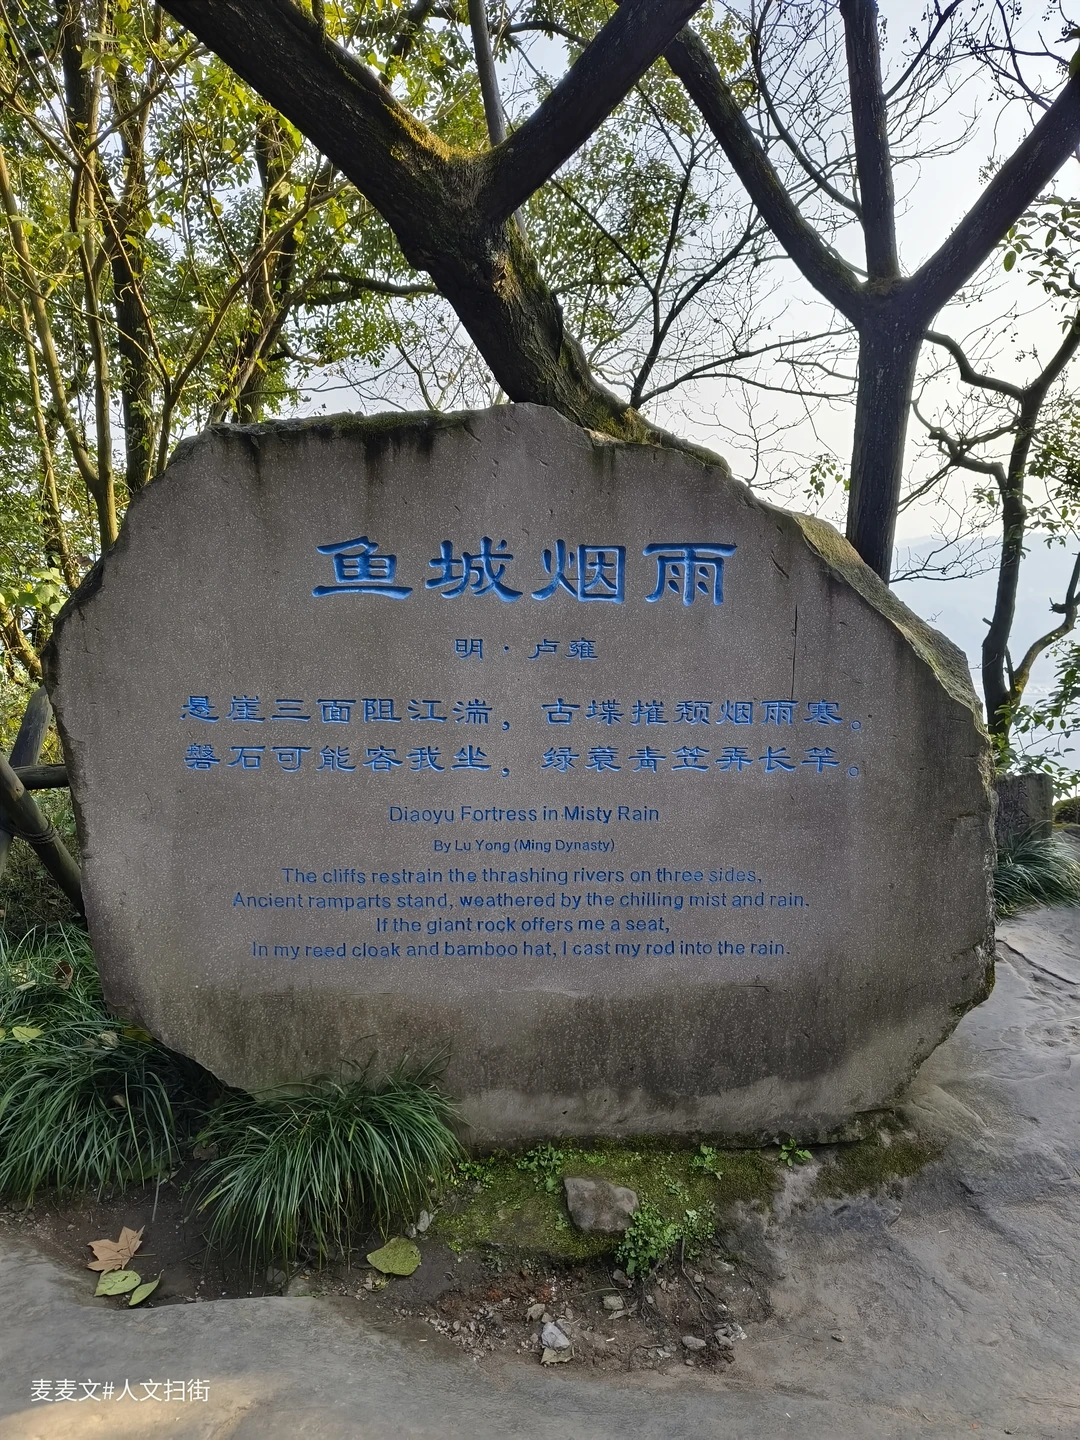 鱼城烟雨
明·卢雍
悬崖三面阻江湍，古堞摧颓烟雨寒。
磐石可能容我坐，绿蓑青笠弄长竿。
Diaoyu Fortress in Misty Rain
By Lu Yong (Ming Dynasty)
The cliffs restrain the thrashing rivers on three sides,
Ancient ramparts stand, weathered by the chilling mist and rain.
If the giant rock offers me a seat,
In my reed cloak and bamboo hat, I cast my rod into the rain.
麦麦文#人文扫街